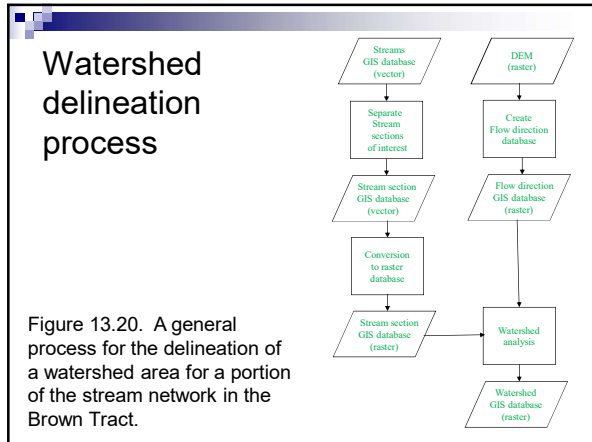 Watershed
delineation
process
Streams
GIS database
(vector)
Separate
Stream
sections
of interest
Stream section
GIS database
(vector)
Conversion
to raster
database
Stream section
GIS database
(raster)
DEM
(raster)
Create
Flow direction
database
Flow direction
GIS database
(raster)
Watershed
analysis
Watershed
GIS database
(raster)
Figure 13.20. A general
process for the delineation of
a watershed area for a portion
of the stream network in the
Brown Tract.